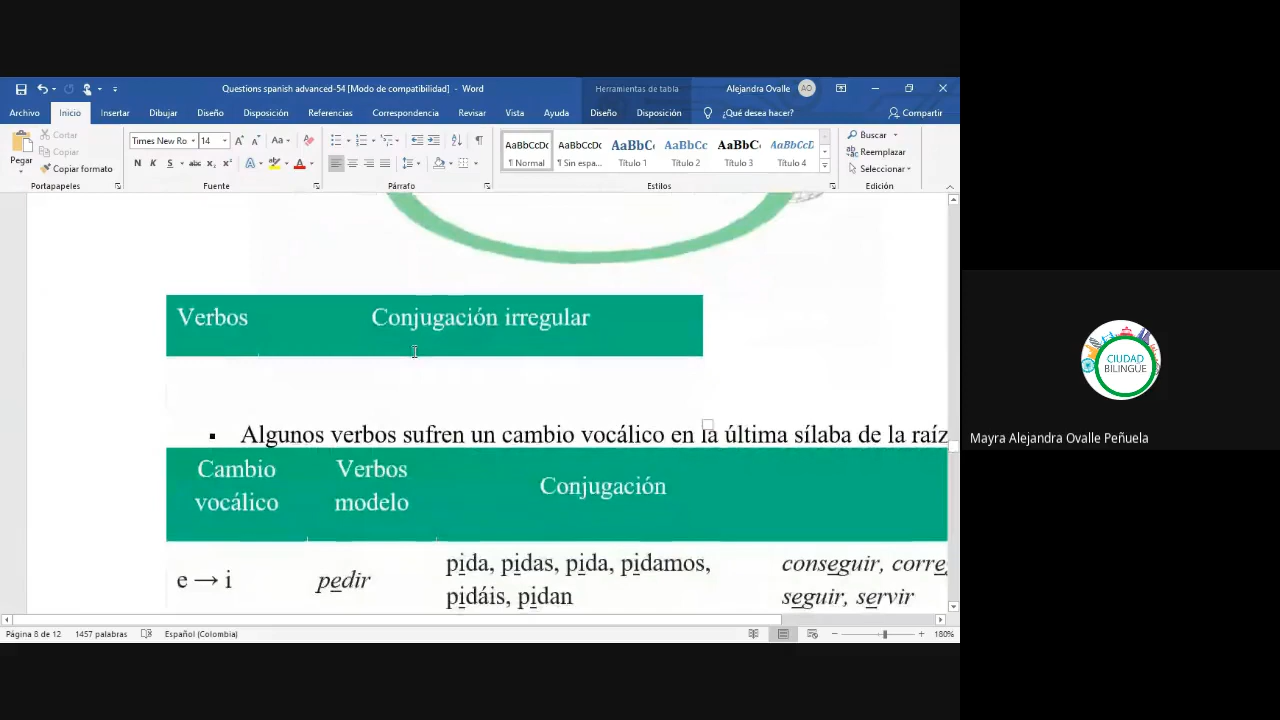 Questions spanish advanced-54 [Modo de compatibilidad] - Word
Herramientas de tabla
Alejandra Ovalle
AO
Archivo
Inicio
Insertar
Dibujar
Diseño
Disposición
Referencias
Correspondencia
Revisar
Vista
Ayuda
Diseño
Disposición
¿Qué desea hacer?
Compartir
Pegar
Cortar
Copiar
Copiar formato
Portapapeles
Times New Ro
14
Fuente
Párrafo
AaBbCcDc
¶ Normal
AaBbCcDc
¶ Sin espa...
AaBbC
Título 1
AaBbCc
Título 2
AaBbC
Título 3
AaBbCcD
Título 4
Estilos
Buscar
Reemplazar
Seleccionar
Edición
Verbos
Conjugación irregular
Algunos verbos sufren un cambio vocálico en la última sílaba de la raíz
Cambio
vocálico
Verbos
modelo
Conjugación
e → i
pedir
pida, pidas, pida, pidamos,
pidáis, pidan
conseguir, corre
seguir, servir
Página 8 de 12
1457 palabras
Español (Colombia)
180%
CIUDAD
BILINGÜE
Mayra Alejandra Ovalle Peñuela